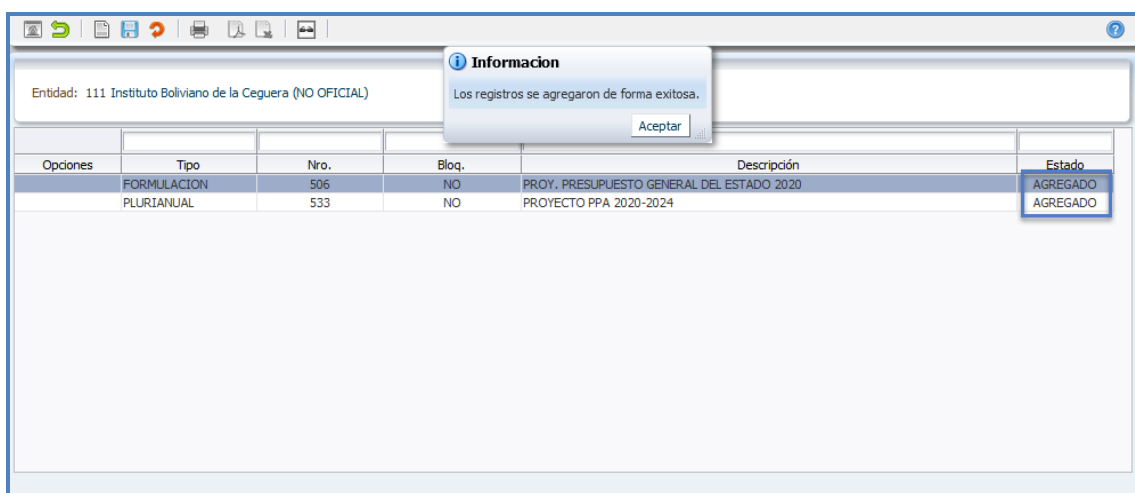 Informacion
Los registros se agregaron de forma exitosa.
Aceptar
Entidad: 111 Instituto Boliviano de la Ceguera (NO OFICIAL)
Opciones Tipo Nro. Bloq. Descripción Estado
FORMULACION 506 NO PROY. PRESUPUESTO GENERAL DEL ESTADO 2020 AGREGADO
PLURIANUAL 533 NO PROYECTO PPA 2020-2024 AGREGADO